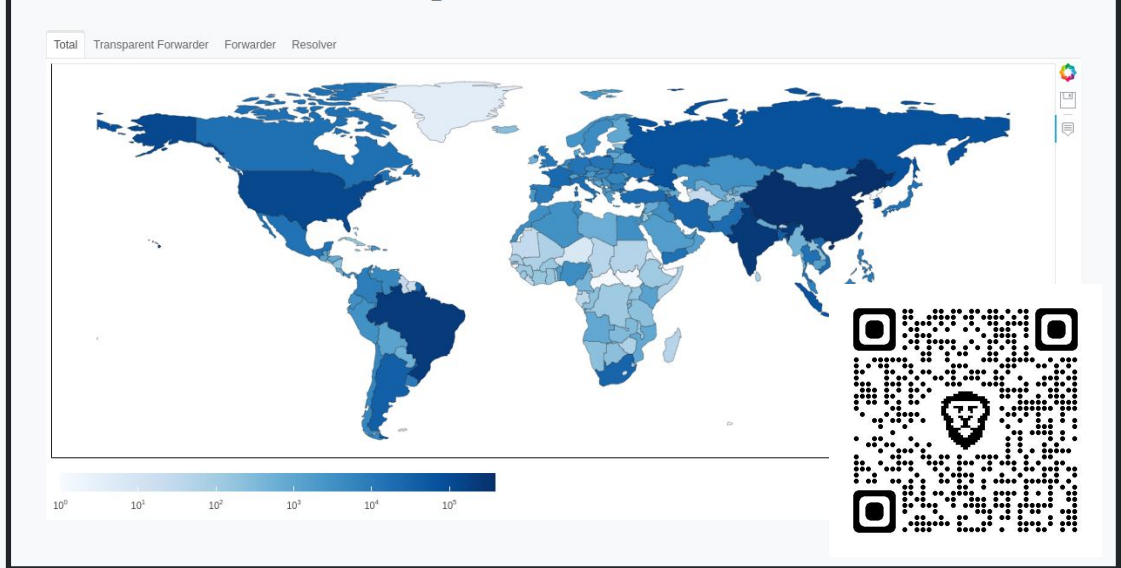 Total Transparent Forwarder Forwarder Resolver
10⁰ 10¹ 10² 10³ 10⁴ 10⁵